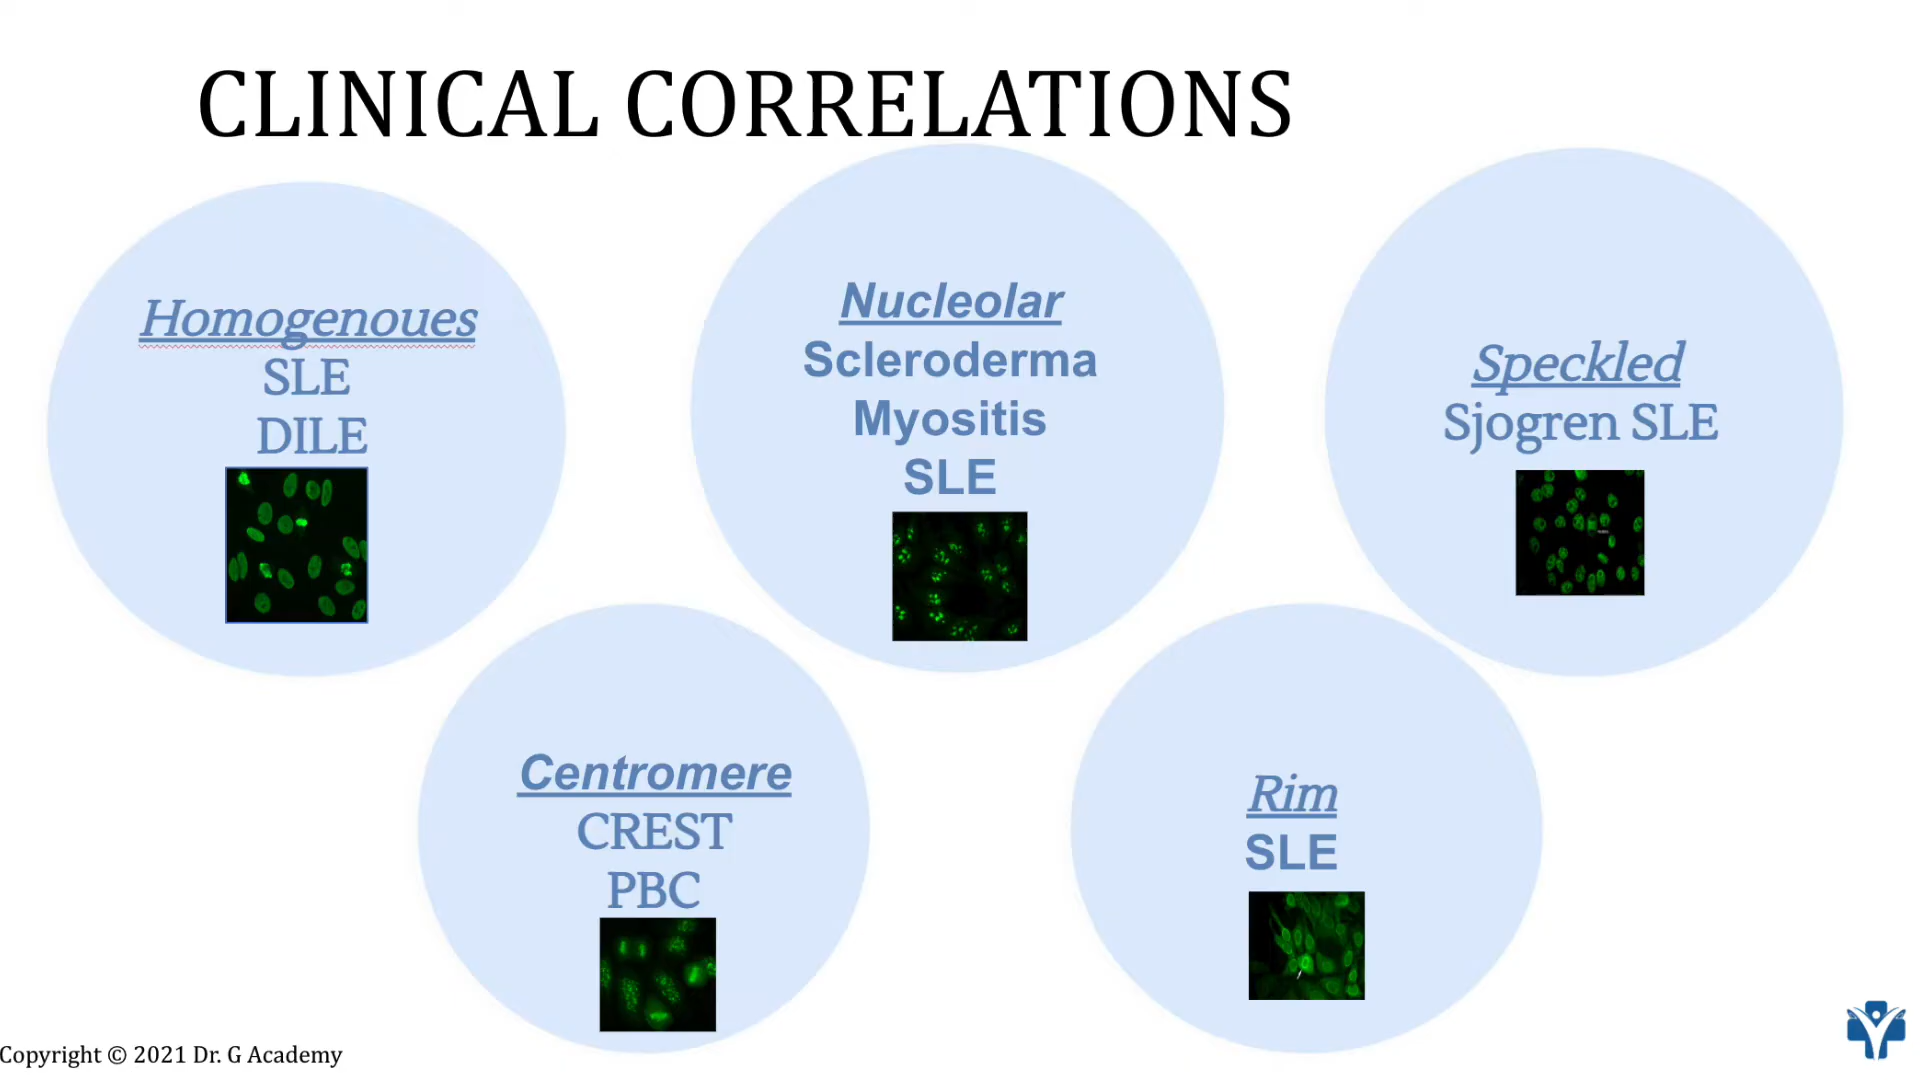 CLINICAL CORRELATIONS
Homogenoues
SLE
DILE
Nucleolar
Scleroderma
Myositis
SLE
Speckled
Sjogren SLE
Centromere
CREST
PBC
Rim
SLE
Copyright © 2021 Dr. G Academy